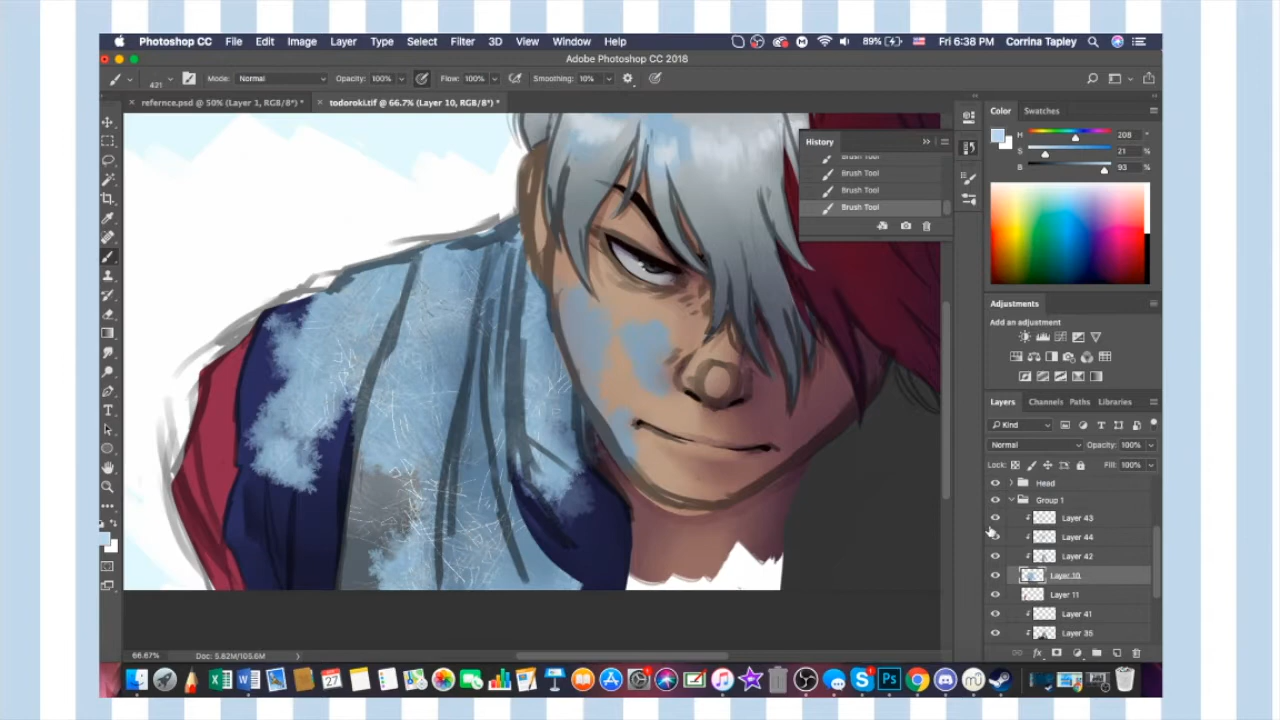 Photoshop CC File Edit Image Layer Type Select Filter 3D View Window Help 89% Fri 6:38 PM Corrina Tapley
Adobe Photoshop CC 2018
431 Mode: Normal Opacity: 100% Flow: 100% Smoothing: 10%
× refernce.psd @ 50% (Layer 1, RGB/8*) * × todoroki.tif @ 66.7% (Layer 10, RGB/8*) *
Color Swatches
H 208 °
S 21 %
B 93 %
History
Brush Tool
Brush Tool
Brush Tool
Brush Tool
Adjustments
Add an adjustment
Layers Channels Paths Libraries
Kind
Normal Opacity: 100%
Lock: Fill: 100%
Head
Group 1
Layer 43
Layer 44
Layer 42
Layer 10
Layer 11
Layer 41
Layer 35
66.67% Doc: 5.82M/105.6M